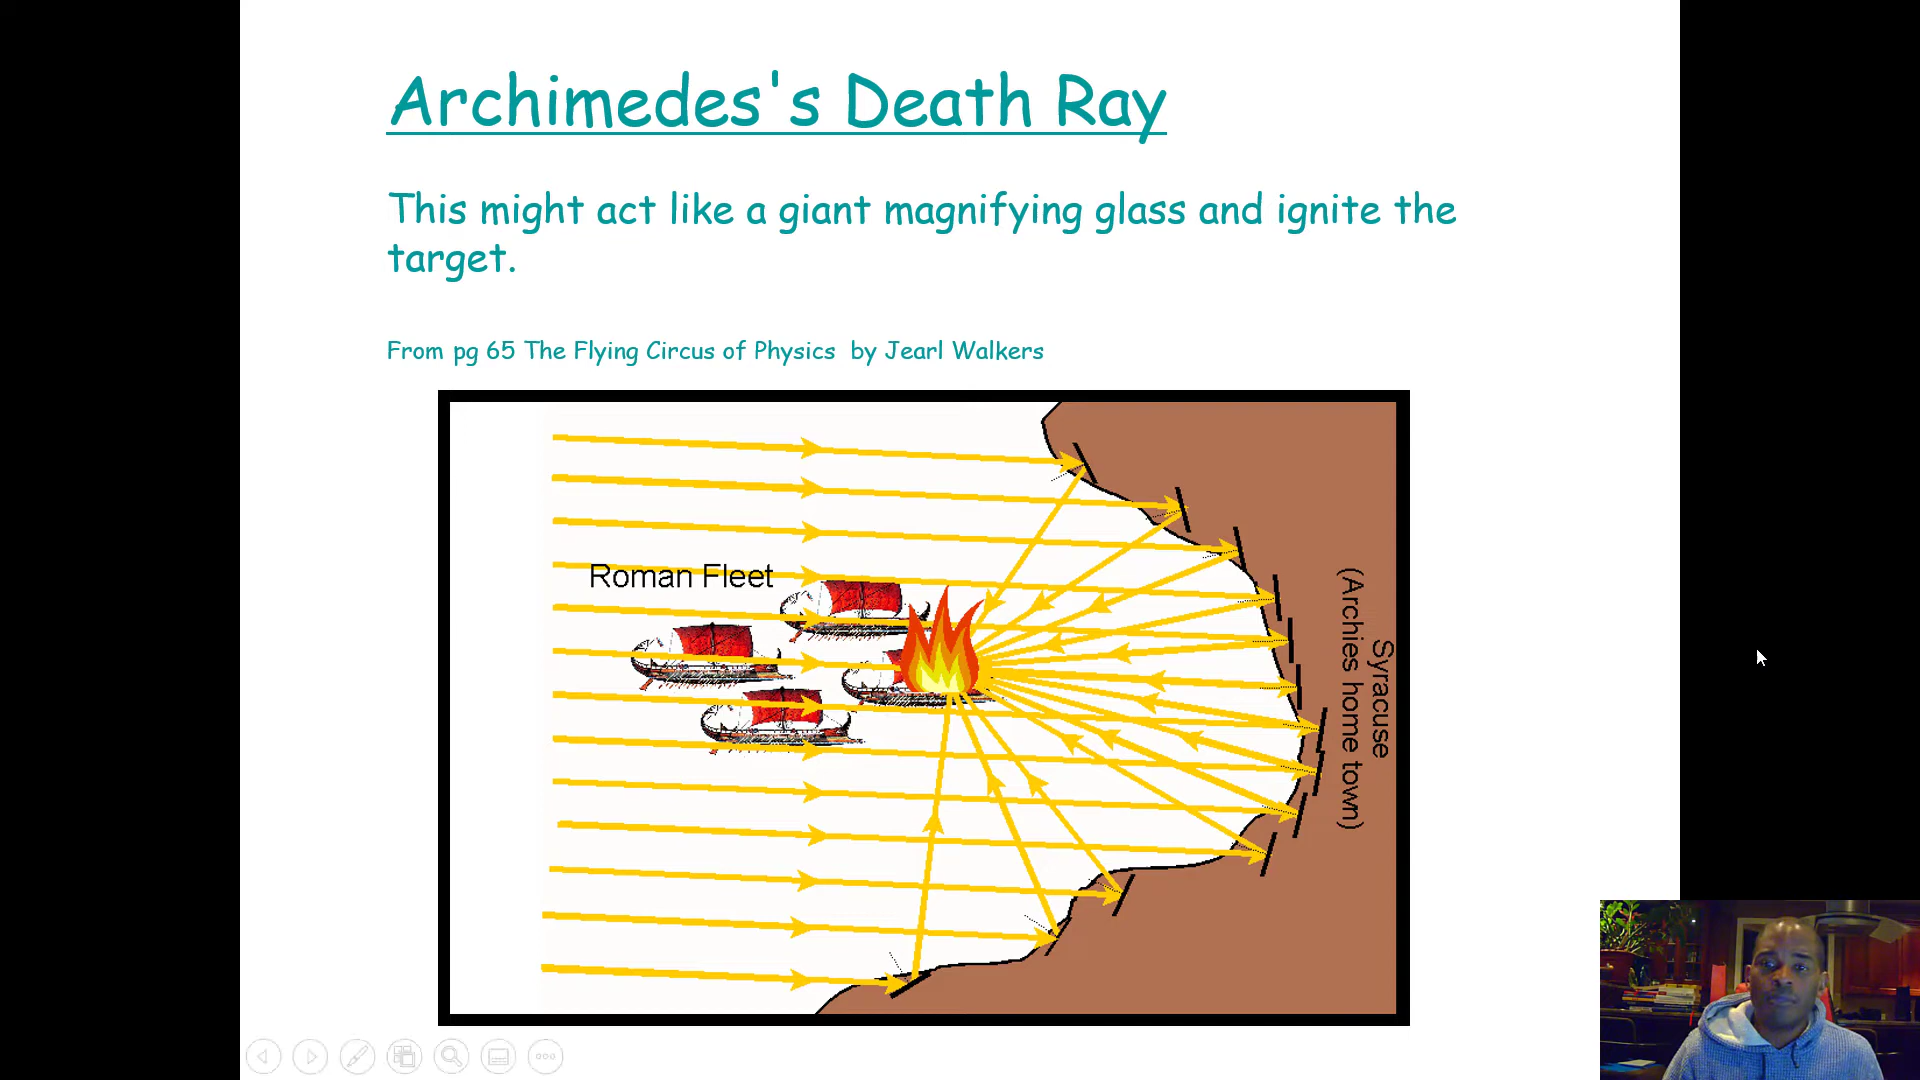 Archimedes's Death Ray
This might act like a giant magnifying glass and ignite the
target.
From pg 65 The Flying Circus of Physics by Jearl Walkers
Roman Fleet
Syracuse
(Archies home town)